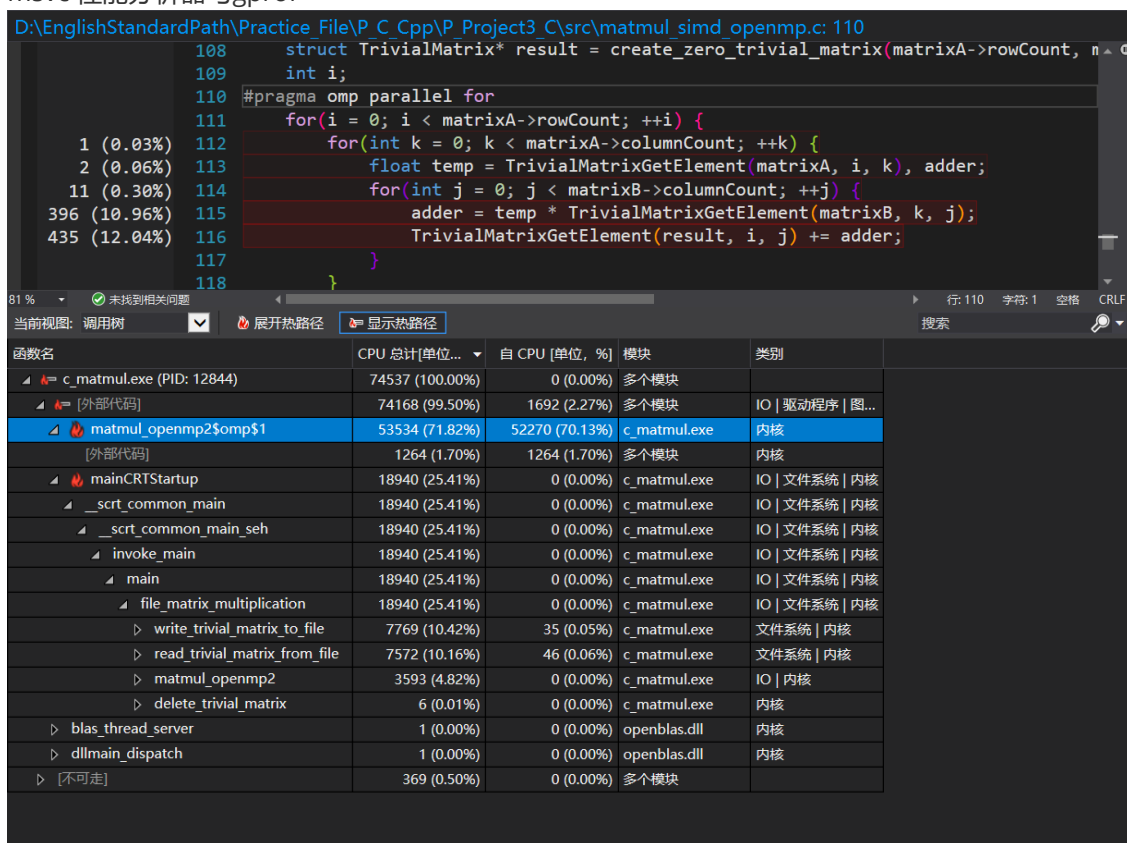 D:\EnglishStandardPath\Practice_File\P_C_Cpp\P_Project3_C\src\matmul_simd_openmp.c: 110
108 struct TrivialMatrix* result = create_zero_trivial_matrix(matrixA->rowCount,
109 int i;
110 #pragma omp parallel for
111 for(i = 0; i < matrixA->rowCount; ++i) {
1 (0.03%) 112 for(int k = 0; k < matrixA->columnCount; ++k) {
2 (0.06%) 113 float temp = TrivialMatrixGetElement(matrixA, i, k), adder;
11 (0.30%) 114 for(int j = 0; j < matrixB->columnCount; ++j) {
396 (10.96%) 115 adder = temp * TrivialMatrixGetElement(matrixB, k, j);
435 (12.04%) 116 TrivialMatrixGetElement(result, i, j) += adder;
117 }
118 }
81 % 未找到相关问题 行: 110 字符: 1 空格 CRLF
当前视图: 调用树 展开热路径 显示热路径 搜索
函数名 CPU 总计[单位... 自 CPU [单位, %] 模块 类别
c_matmul.exe (PID: 12844) 74537 (100.00%) 0 (0.00%) 多个模块
[外部代码] 74168 (99.50%) 1692 (2.27%) 多个模块 IO | 驱动程序 | 图...
matmul_openmp2$omp$1 53534 (71.82%) 52270 (70.13%) c_matmul.exe 内核
[外部代码] 1264 (1.70%) 1264 (1.70%) 多个模块 内核
mainCRTStartup 18940 (25.41%) 0 (0.00%) c_matmul.exe IO | 文件系统 | 内核
__scrt_common_main 18940 (25.41%) 0 (0.00%) c_matmul.exe IO | 文件系统 | 内核
__scrt_common_main_seh 18940 (25.41%) 0 (0.00%) c_matmul.exe IO | 文件系统 | 内核
invoke_main 18940 (25.41%) 0 (0.00%) c_matmul.exe IO | 文件系统 | 内核
main 18940 (25.41%) 0 (0.00%) c_matmul.exe IO | 文件系统 | 内核
file_matrix_multiplication 18940 (25.41%) 0 (0.00%) c_matmul.exe IO | 文件系统 | 内核
write_trivial_matrix_to_file 7769 (10.42%) 35 (0.05%) c_matmul.exe 文件系统 | 内核
read_trivial_matrix_from_file 7572 (10.16%) 46 (0.06%) c_matmul.exe 文件系统 | 内核
matmul_openmp2 3593 (4.82%) 0 (0.00%) c_matmul.exe IO | 内核
delete_trivial_matrix 6 (0.01%) 0 (0.00%) c_matmul.exe 内核
blas_thread_server 1 (0.00%) 0 (0.00%) openblas.dll 内核
dllmain_dispatch 1 (0.00%) 0 (0.00%) openblas.dll 内核
[不可走] 369 (0.50%) 0 (0.00%) 多个模块